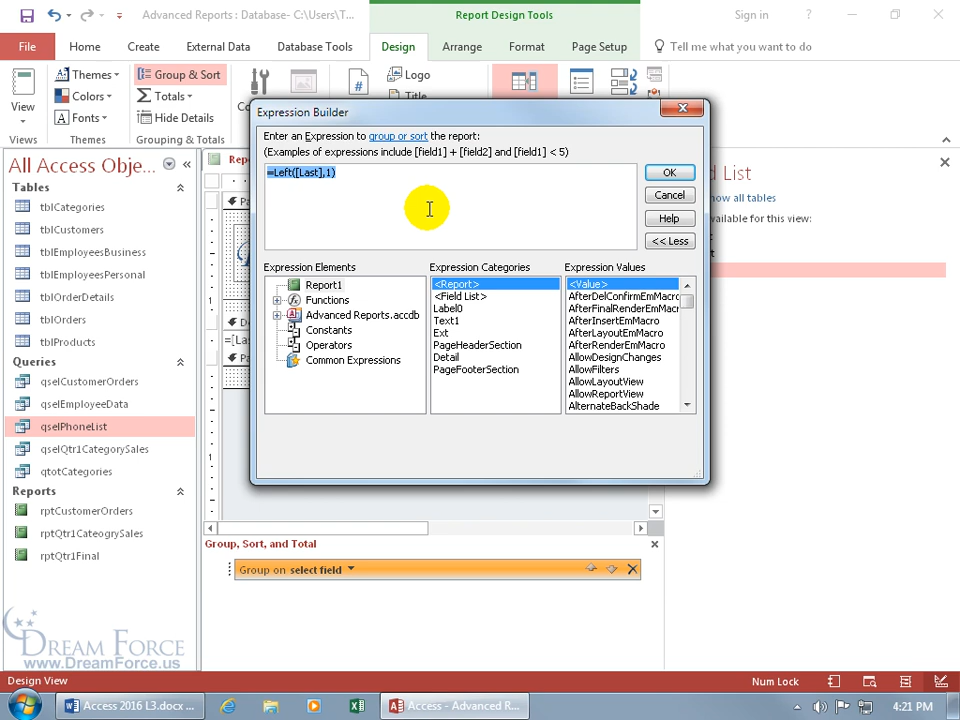 Advanced Reports : Database- C:\Users\T...
Report Design Tools
Sign in
?
File
Home
Create
External Data
Database Tools
Design
Arrange
Format
Page Setup
Tell me what you want to do
View
Views
Themes
Colors
Fonts
Themes
Group & Sort
Totals
Hide Details
Grouping & Totals
Logo
Title
Expression Builder
Enter an Expression to group or sort the report:
(Examples of expressions include [field1] + [field2] and [field1] < 5)
=Left([Last],1)
OK
Cancel
Help
<< Less
Expression Elements
Report1
Functions
Advanced Reports.accdb
Constants
Operators
Common Expressions
Expression Categories
<Report>
<Field List>
Label0
Text1
Ext
PageHeaderSection
Detail
PageFooterSection
Expression Values
<Value>
AfterDelConfirmEmMacro
AfterFinalRenderEmMacr
AfterInsertEmMacro
AfterLayoutEmMacro
AfterRenderEmMacro
AllowDesignChanges
AllowFilters
AllowLayoutView
AllowReportView
AlternateBackShade
All Access Obje...
Tables
tblCategories
tblCustomers
tblEmployeesBusiness
tblEmployeesPersonal
tblOrderDetails
tblOrders
tblProducts
Queries
qselCustomerOrders
qselEmployeeData
qselPhoneList
qselQtr1CategorySales
qtotCategories
Reports
rptCustomerOrders
rptQtr1CateogrySales
rptQtr1Final
Repo
Pa
D
=[La
Pa
1
1
d List
ow all tables
vailable for this view:
t
Group, Sort, and Total
Group on select field
DREAM FORCE
www.DreamForce.us
Design View
Num Lock
Access 2016 L3.docx ...
Access - Advanced R...
4:21 PM